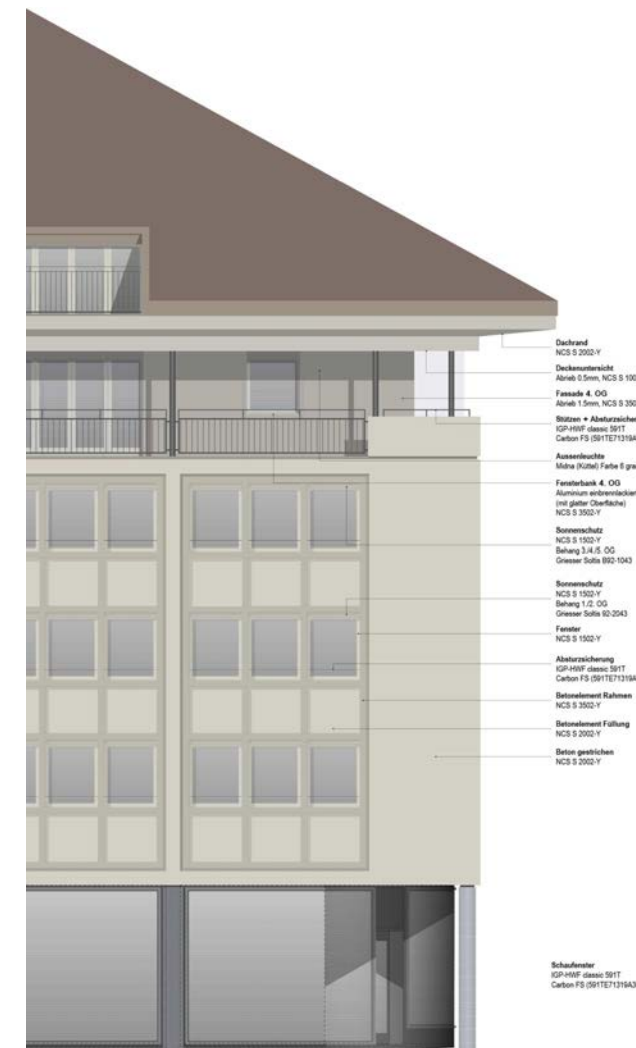 Dachrand
NCS S 2002-Y
Deckenuntersicht
Abrieb 0.5mm, NCS S 100
Fassade 4. OG
Abrieb 1.5mm, NCS S 350
Stützen + Absturzsicher
IGP-HWF classic 591T
Carbon FS (591TE71319A
Aussenleuchte
Midna (Küttel) Farbe 6 gra
Fensterbank 4. OG
Aluminium einbrennlackier
(mit glatter Oberfläche)
NCS S 3502-Y
Sonnenschutz
NCS S 1502-Y
Behang 3./4./5. OG
Griesser Soltis B92-1043
Sonnenschutz
NCS S 1502-Y
Behang 1./2. OG
Griesser Soltis 92-2043
Fenster
NCS S 1502-Y
Absturzsicherung
IGP-HWF classic 591T
Carbon FS (591TE71319A
Betonelement Rahmen
NCS S 3502-Y
Betonelement Füllung
NCS S 2002-Y
Beton gestrichen
NCS S 2002-Y
Schaufenster
IGP-HWF classic 591T
Carbon FS (591TE71319A3